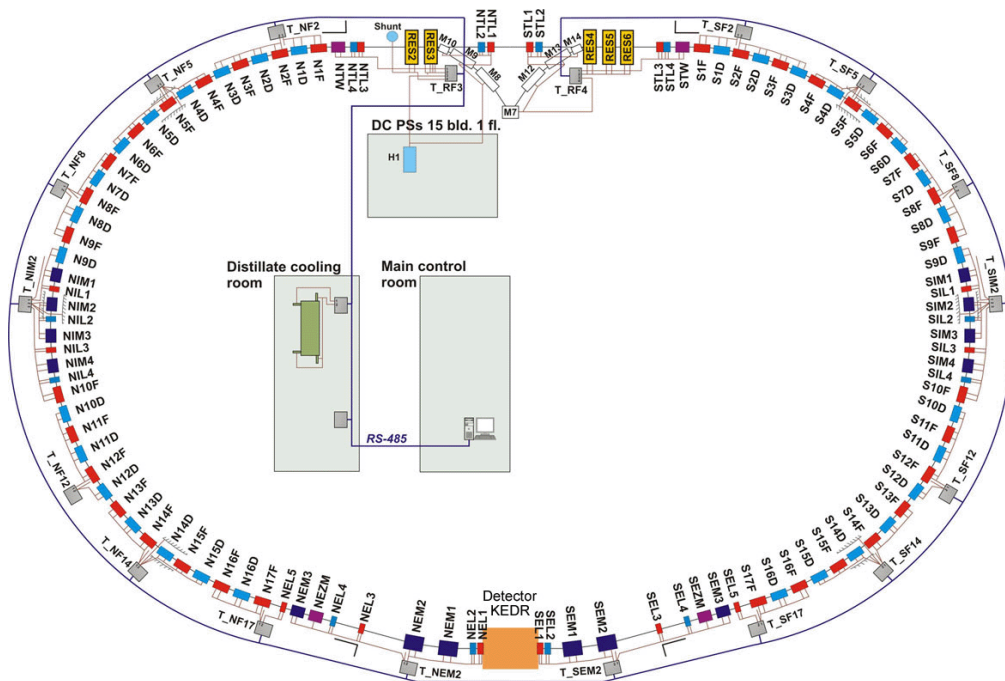 T_NF2
Shunt
NTL2
NTL1
STL1
STL2
T_SF2
RES2
RES3
M10
M9
M8
M7
M12
M13
M14
RES4
RES5
RES6
T_RF3
T_RF4
NTW
NTL4
NTL3
STL3
STL4
STW
DC PSs 15 bld. 1 fl.
H1
N1F
N1D
N2F
N2D
N3F
N3D
N4F
N4D
N5F
N5D
N6F
N6D
N7F
N7D
N8F
N8D
N9F
N9D
NIM1
NIL1
NIM2
NIL2
NIM3
NIL3
NIM4
NIL4
N10F
N10D
N11F
N11D
N12F
N12D
N13F
N13D
N14F
N14D
N15F
N15D
N16F
N16D
N17F
NEL5
NEM3
NEZM
NEL4
NEL3
NEM2
NEM1
NEL2
NEL1
T_NF5
T_NF8
T_NIM2
T_NF12
T_NF14
T_NF17
T_NEM2
Distillate cooling
room
Main control
room
RS-485
Detector
KEDR
S1F
S1D
S2F
S2D
S3F
S3D
S4F
S4D
S5F
S5D
S6F
S6D
S7F
S7D
S8F
S8D
S9F
S9D
SIM1
SIL1
SIM2
SIL2
SIM3
SIL3
SIM4
SIL4
S10F
S10D
S11F
S11D
S12F
S12D
S13F
S13D
S14F
S14D
S15F
S15D
S16F
S16D
S17F
SEL5
SEM3
SEZM
SEL4
SEL3
SEM2
SEM1
SEL2
SEL1
T_SF5
T_SF8
T_SIM2
T_SF12
T_SF14
T_SF17
T_SEM2